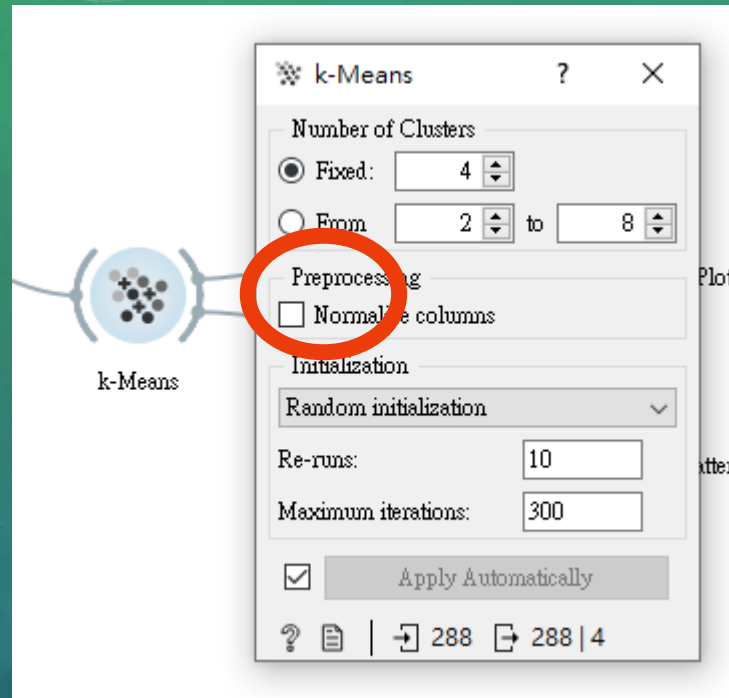 k-Means ?
Number of Clusters
Fixed: 4
From 2 to 8
Preprocessing
Normalize columns
Plot
k-Means
Initialization
Random initialization
Re-runs: 10
Maximum iterations: 300
Apply Automatically
? 288 288 | 4